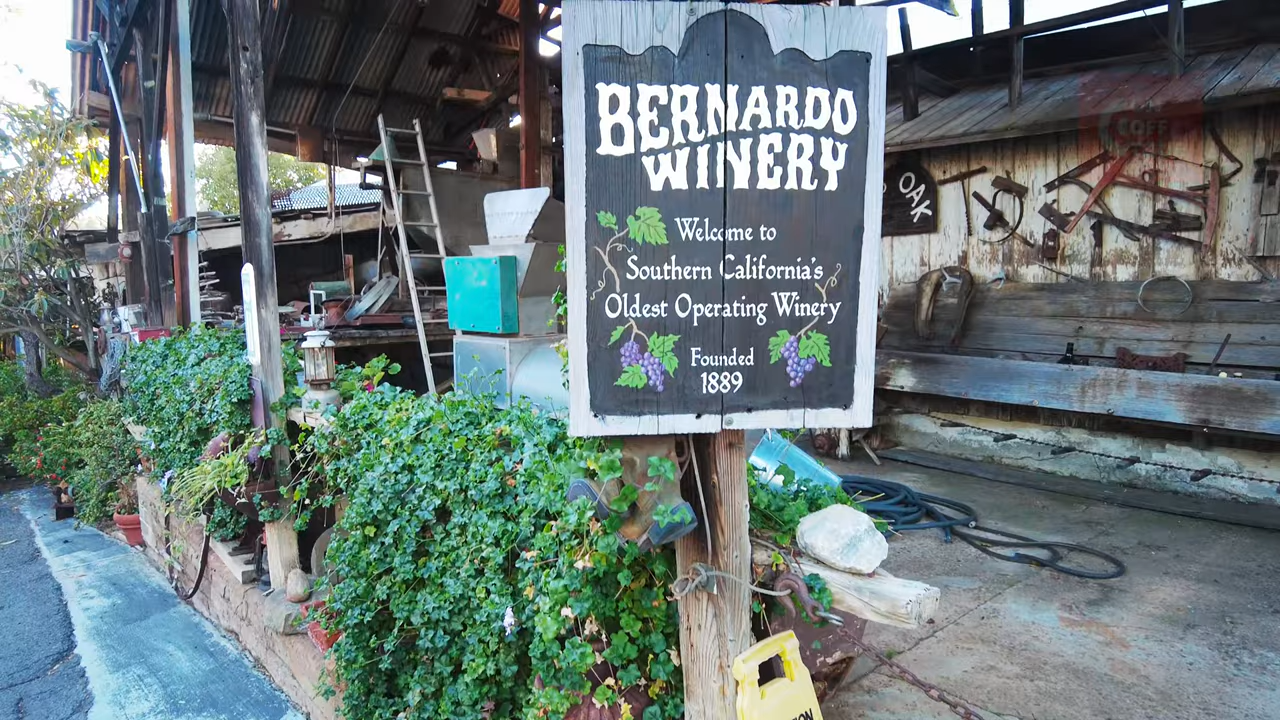 BERNARDO
WINERY
Welcome to
Southern California's
Oldest Operating Winery
Founded
1889
OAK